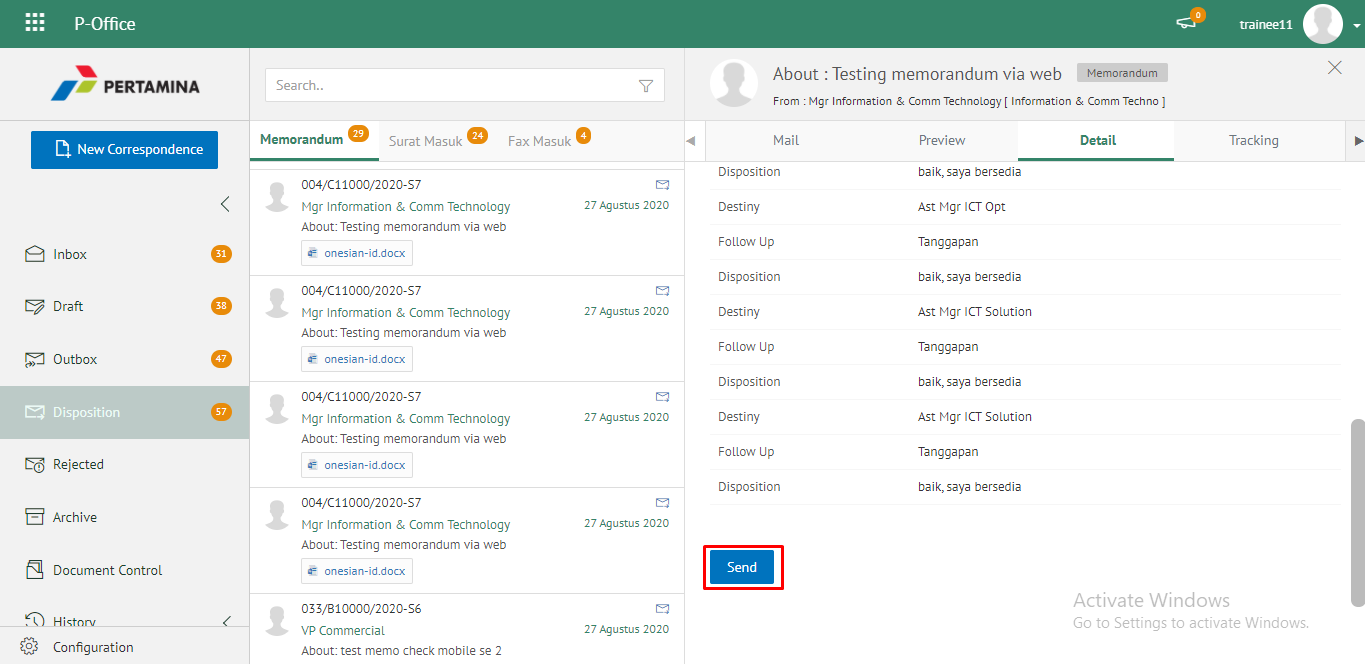 P-Office
0
trainee11
PERTAMINA
New Correspondence
Inbox 31
Draft 38
Outbox 47
Disposition 57
Rejected
Archive
Document Control
History
Configuration
Search..
Memorandum 29 Surat Masuk 24 Fax Masuk 4
004/C11000/2020-S7
Mgr Information & Comm Technology 27 Agustus 2020
About: Testing memorandum via web
onesian-id.docx
004/C11000/2020-S7
Mgr Information & Comm Technology 27 Agustus 2020
About: Testing memorandum via web
onesian-id.docx
004/C11000/2020-S7
Mgr Information & Comm Technology 27 Agustus 2020
About: Testing memorandum via web
onesian-id.docx
004/C11000/2020-S7
Mgr Information & Comm Technology 27 Agustus 2020
About: Testing memorandum via web
onesian-id.docx
033/B10000/2020-S6
VP Commercial 27 Agustus 2020
About: test memo check mobile se 2
About : Testing memorandum via web Memorandum
From : Mgr Information & Comm Technology [ Information & Comm Techno ]
Mail Preview Detail Tracking
Disposition baik, saya bersedia
Destiny Ast Mgr ICT Opt
Follow Up Tanggapan
Disposition baik, saya bersedia
Destiny Ast Mgr ICT Solution
Follow Up Tanggapan
Disposition baik, saya bersedia
Destiny Ast Mgr ICT Solution
Follow Up Tanggapan
Disposition baik, saya bersedia
Send
Activate Windows
Go to Settings to activate Windows.